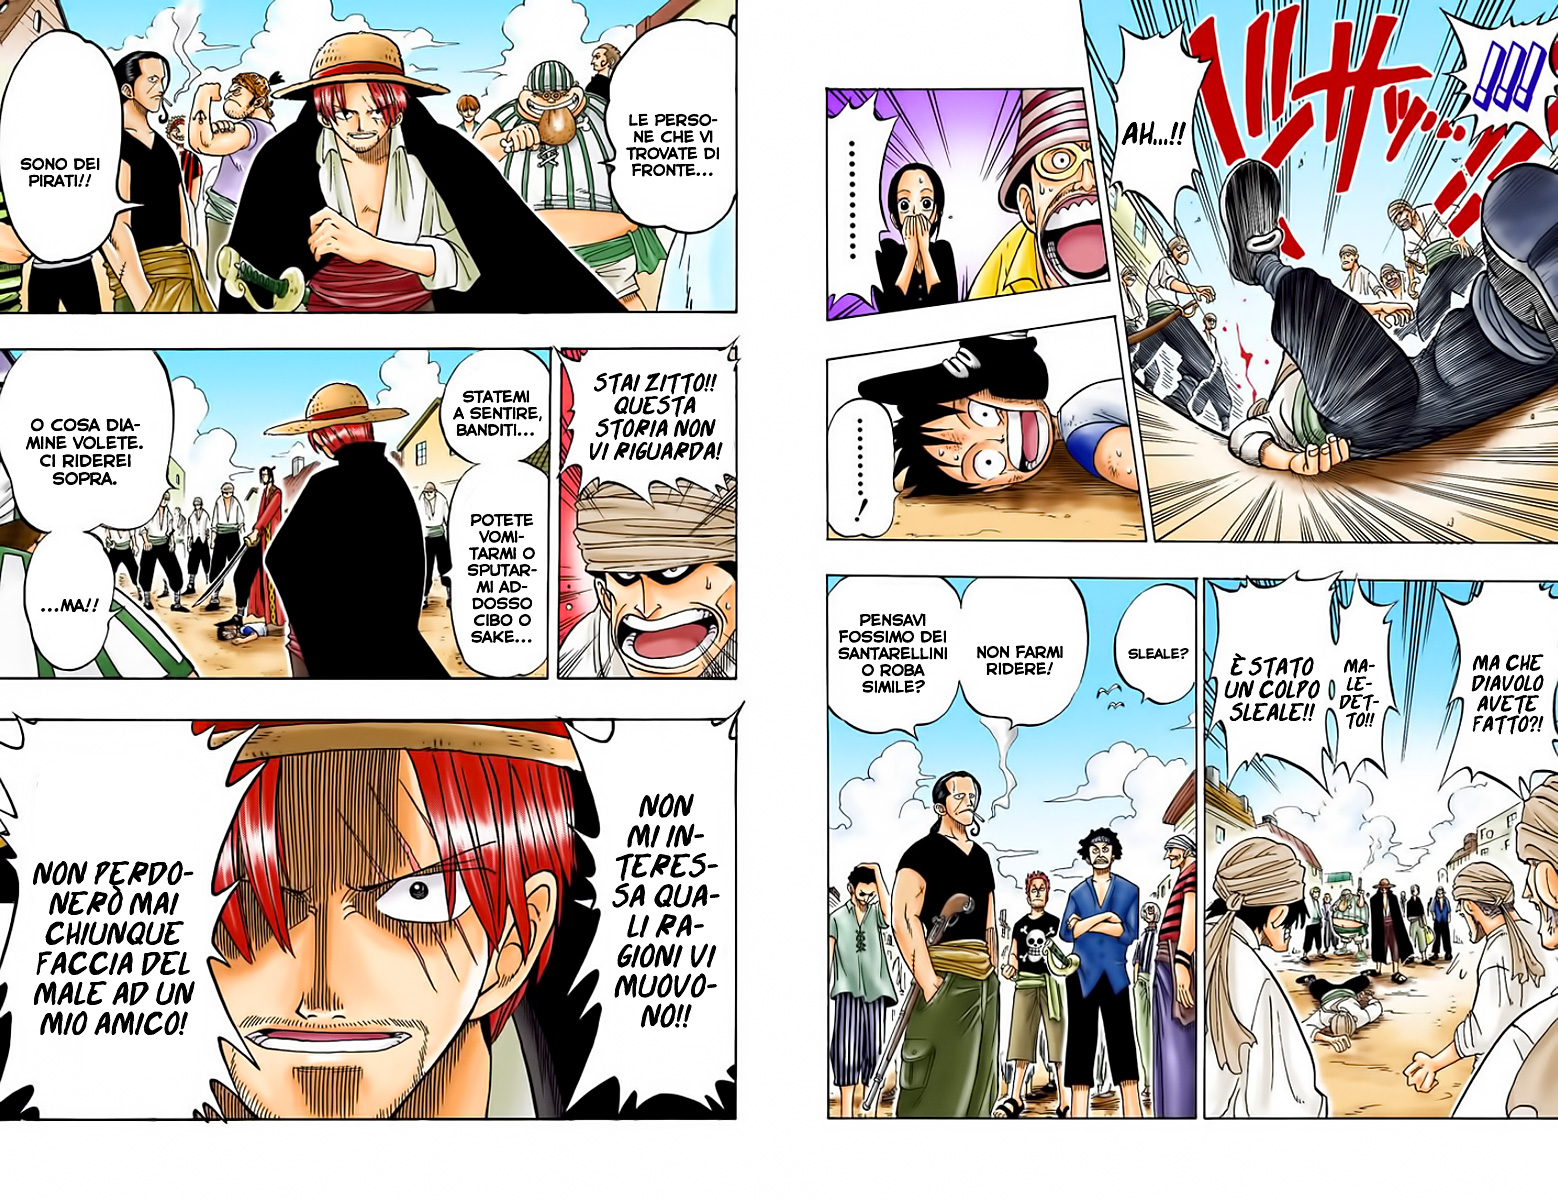 !!!
ドサッ…!!
AH...!!
..........
.......!
MA CHE
DIAVOLO
AVETE
FATTO?!
MA-
LE-
DET-
TO!!
È STATO
UN COLPO
SLEALE!!
SLEALE?
NON FARMI
RIDERE!
PENSAVI
FOSSIMO DEI
SANTARELLINI
O ROBA
SIMILE?
LE PERSO-
NE CHE VI
TROVATE DI
FRONTE...
SONO DEI
PIRATI!!
STAI ZITTO!!
QUESTA
STORIA NON
VI RIGUARDA!
STATEMI
A SENTIRE,
BANDITI...
POTETE
VOMI-
TARMI O
SPUTAR-
MI AD-
DOSSO
CIBO O
SAKE...
O COSA DIA-
MINE VOLETE.
CI RIDEREI
SOPRA.
...MA!!
NON
MI IN-
TERES-
SA QUA-
LI RA-
GIONI VI
MUOVO-
NO!!
NON PERDO-
NERÒ MAI
CHIUNQUE
FACCIA DEL
MALE AD UN
MIO AMICO!